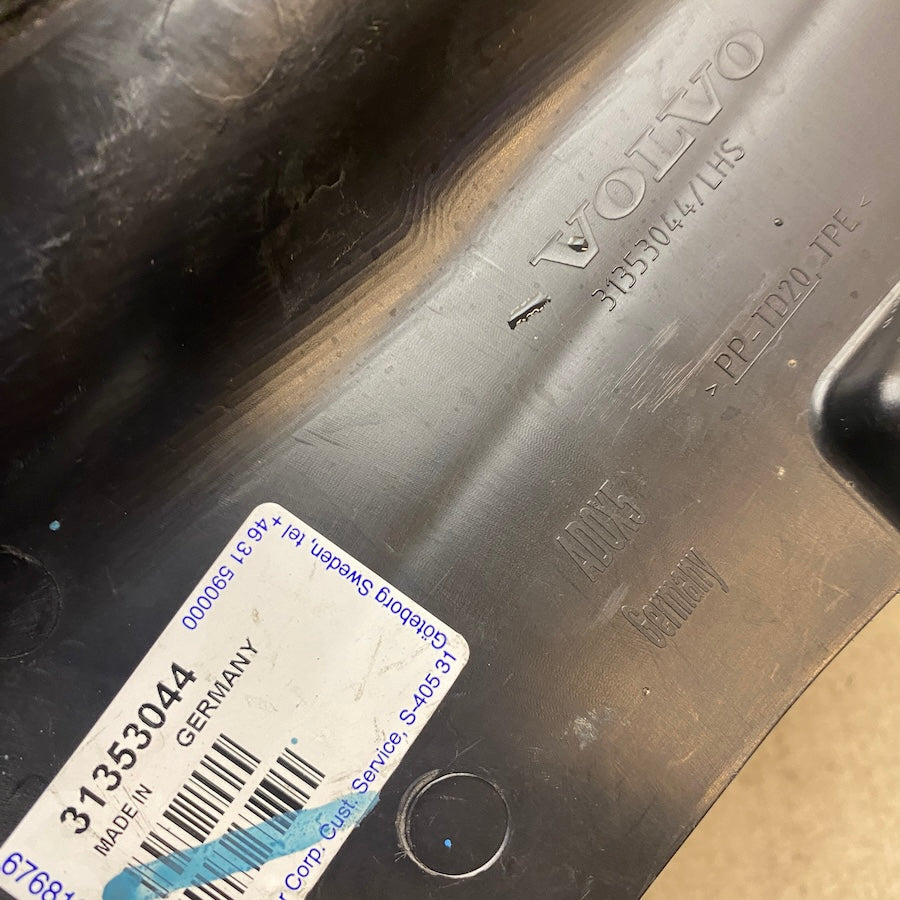 VOLVO
31353044/LHS
>PP-TD20, TPE<
Germany
+46 31 590000
Göteborg Sweden, tel
r Corp. Cust. Service, S-405 31
31353044
MADE IN
GERMANY